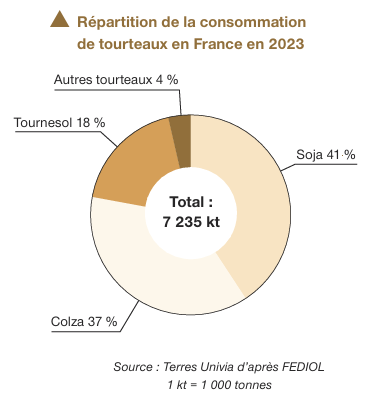 Répartition de la consommation
de tourteaux en France en 2023
Autres tourteaux 4 %
Tournesol 18 %
Soja 41 %
Total :
7 235 kt
Colza 37 %
Source : Terres Univia d'après FEDIOL
1 kt = 1 000 tonnes